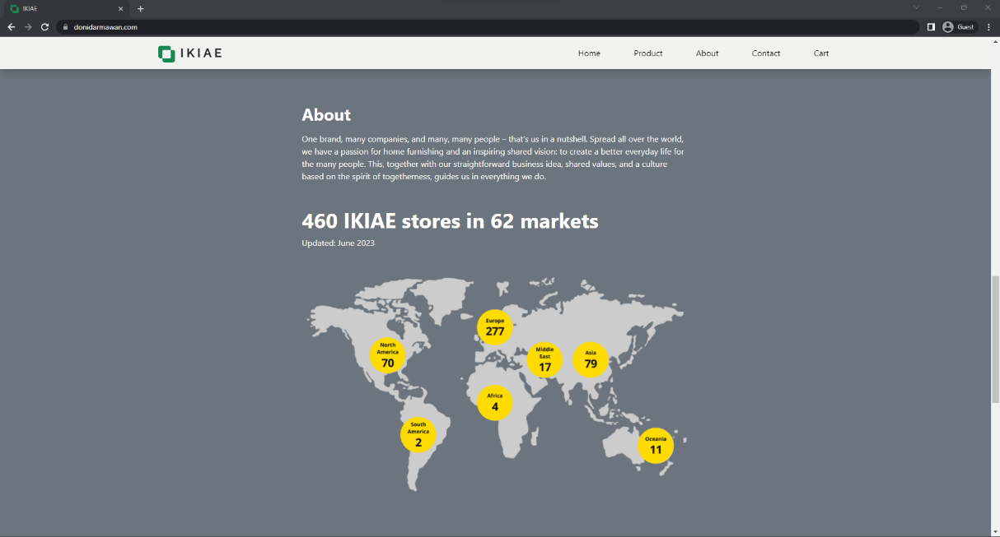 IKIAE
donidarmawan.com
Guest
IKIAE
Home
Product
About
Contact
Cart
About
One brand, many companies, and many, many people – that's us in a nutshell. Spread all over the world,
we have a passion for home furnishing and an inspiring shared vision: to create a better everyday life for
the many people. This, together with our straightforward business idea, shared values, and a culture
based on the spirit of togetherness, guides us in everything we do.
460 IKIAE stores in 62 markets
Updated: June 2023
Europe
277
North
America
70
Middle
East
17
Asia
79
Africa
4
South
America
2
Oceania
11